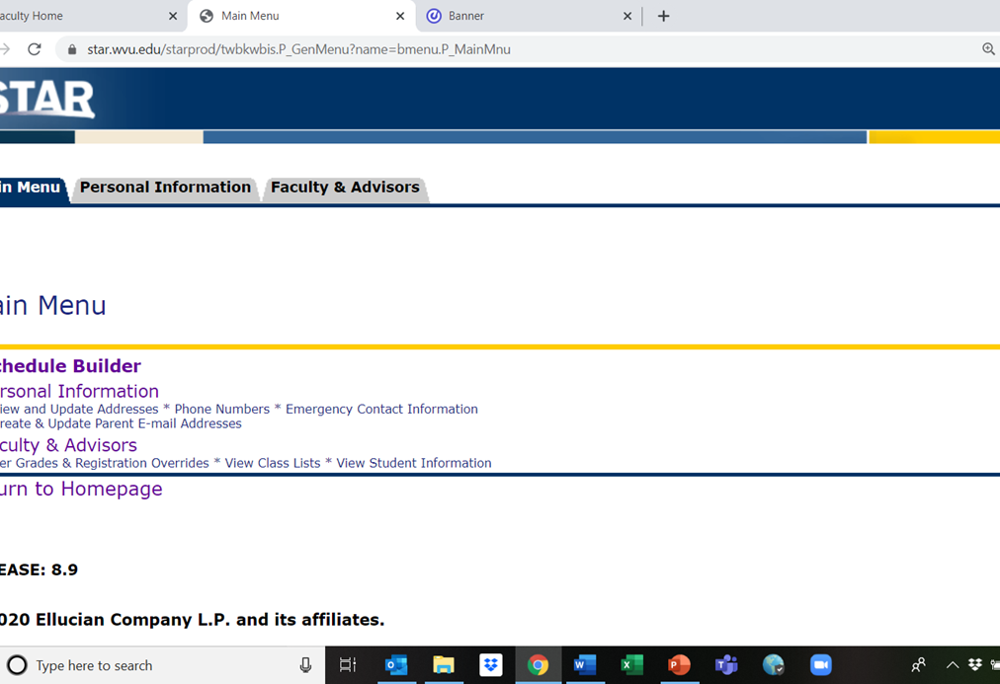 aculty Home
Main Menu
Banner
star.wvu.edu/starprod/twbkwbis.P_GenMenu?name=bmenu.P_MainMnu
STAR
in Menu
Personal Information
Faculty & Advisors
ain Menu
chedule Builder
rsonal Information
iew and Update Addresses * Phone Numbers * Emergency Contact Information
reate & Update Parent E-mail Addresses
culty & Advisors
er Grades & Registration Overrides * View Class Lists * View Student Information
urn to Homepage
EASE: 8.9
020 Ellucian Company L.P. and its affiliates.
Type here to search